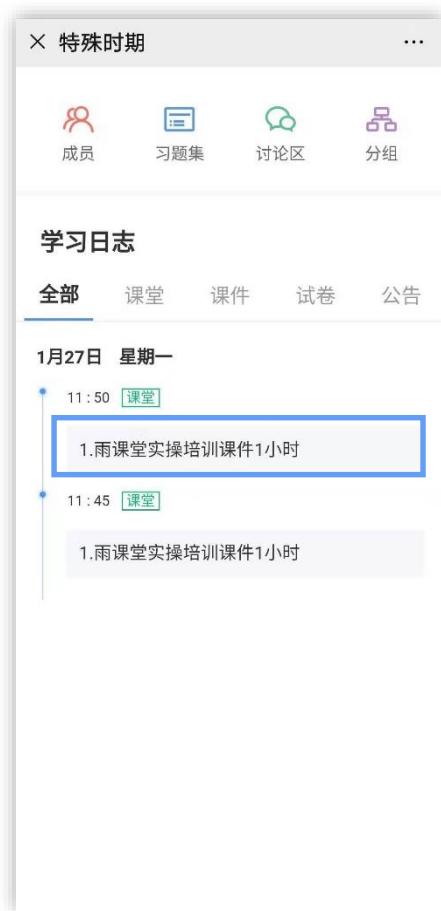 × 特殊时期 ...
成员 习题集 讨论区 分组
学习日志
全部 课堂 课件 试卷 公告
1月27日 星期一
11:50 课堂
1.雨课堂实操培训课件1小时
11:45 课堂
1.雨课堂实操培训课件1小时